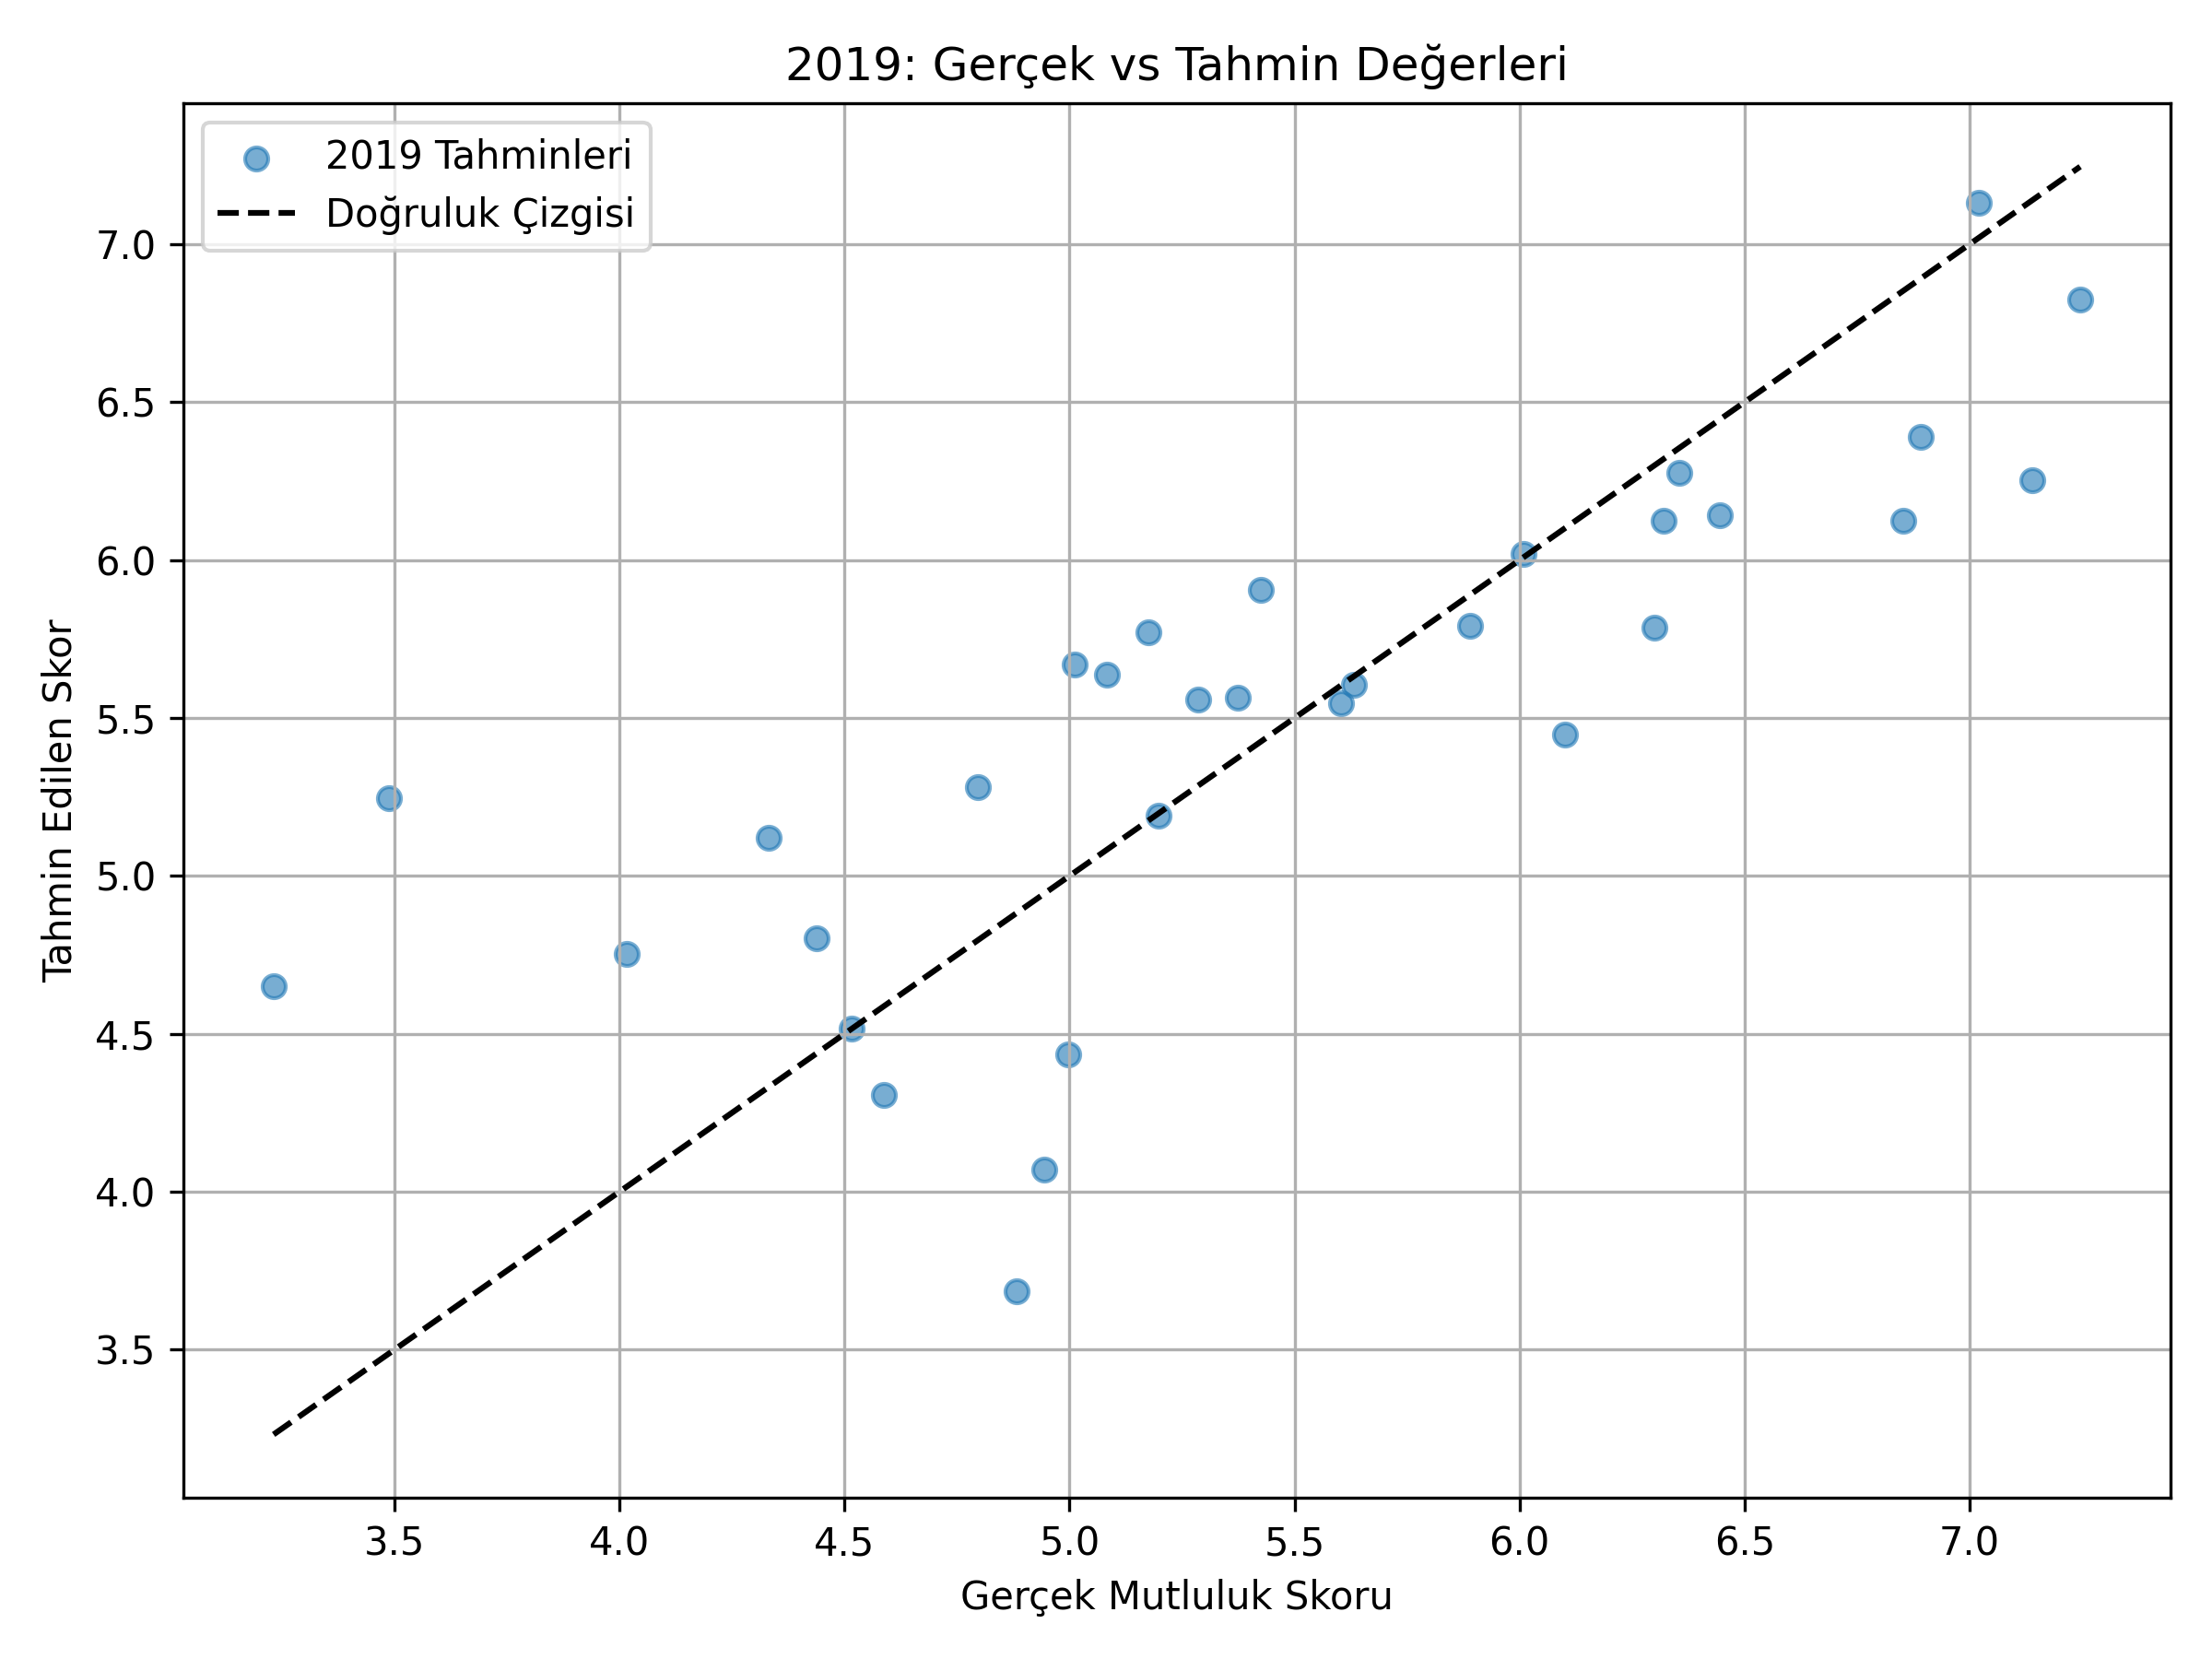 2019: Gerçek vs Tahmin Değerleri
2019 Tahminleri
Doğruluk Çizgisi
7.0
6.5
6.0
5.5
5.0
4.5
4.0
3.5
Tahmin Edilen Skor
3.5 4.0 4.5 5.0 5.5 6.0 6.5 7.0
Gerçek Mutluluk Skoru